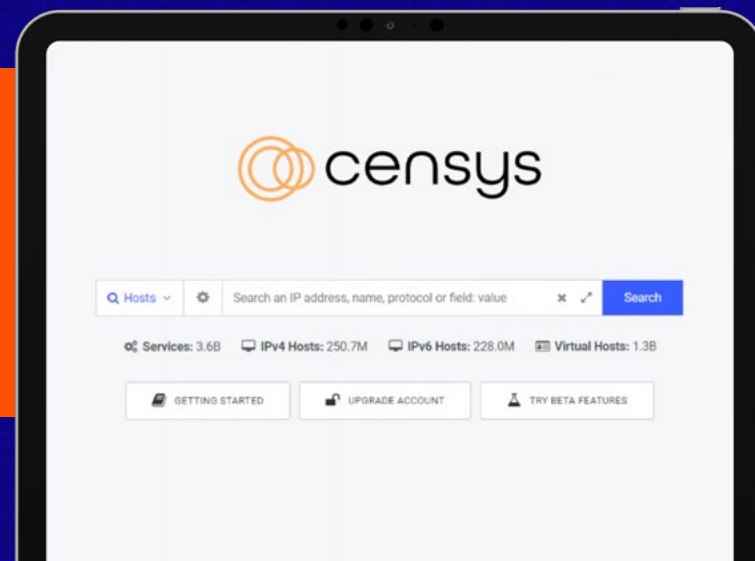 censys
Hosts Search an IP address, name, protocol or field: value Search
Services: 3.6B IPv4 Hosts: 250.7M IPv6 Hosts: 228.0M Virtual Hosts: 1.3B
GETTING STARTED UPGRADE ACCOUNT TRY BETA FEATURES